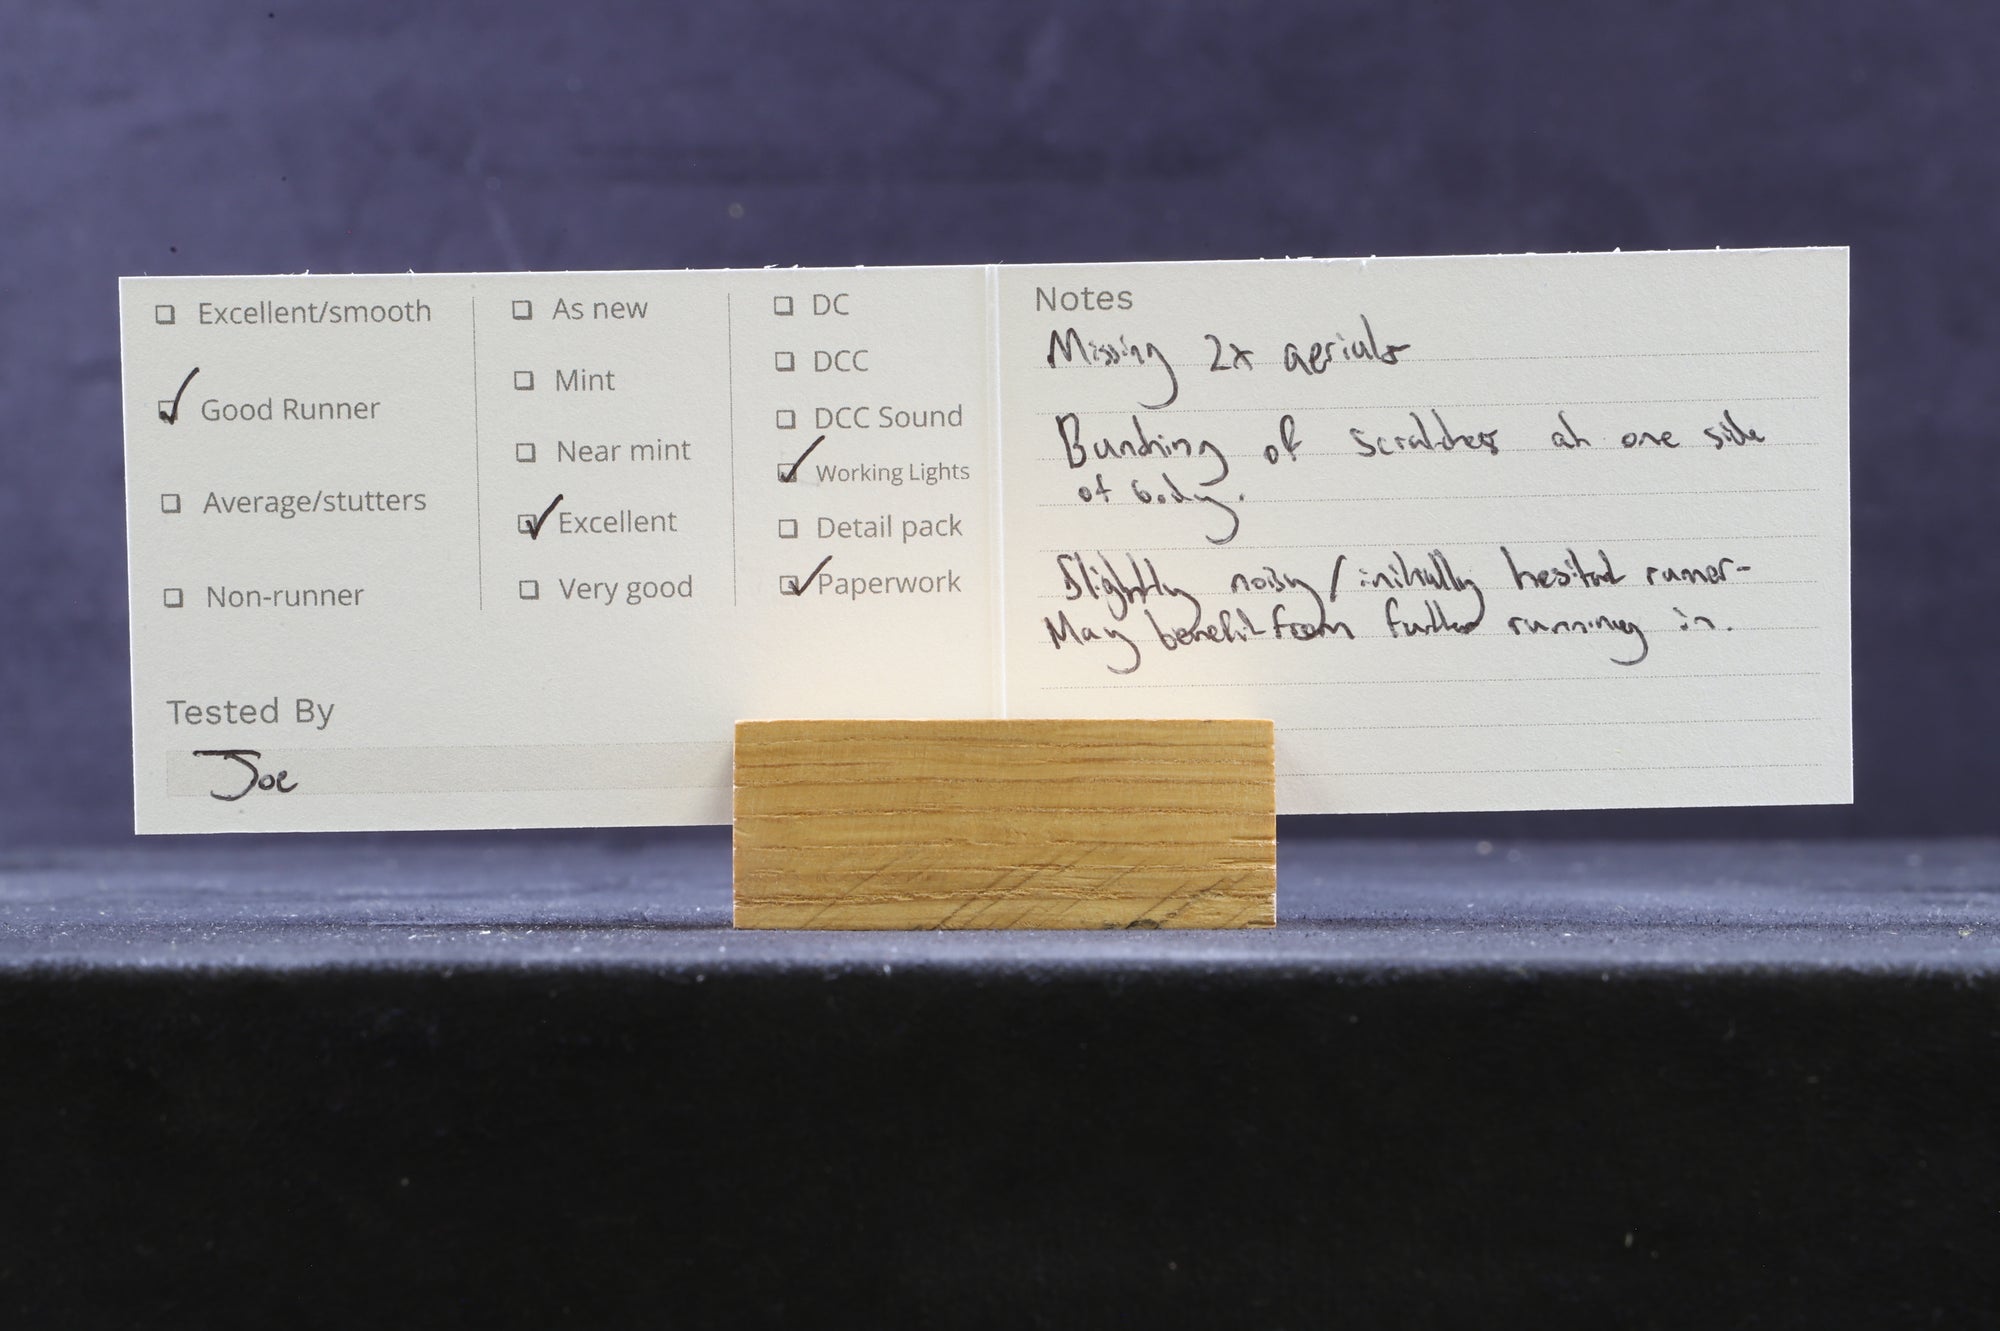 ☐ Excellent/smooth
☑ Good Runner
☐ Average/stutters
☐ Non-runner
☐ As new
☐ Mint
☐ Near mint
☑ Excellent
☐ Very good
☐ DC
☐ DCC
☐ DCC Sound
☑ Working Lights
☐ Detail pack
☑ Paperwork
Tested By
Joe
Notes
Missing 2x aerials
Bunching of scratches at one side
of body.
Slightly noisy/initially hesitant runner-
May benefit from further running in.